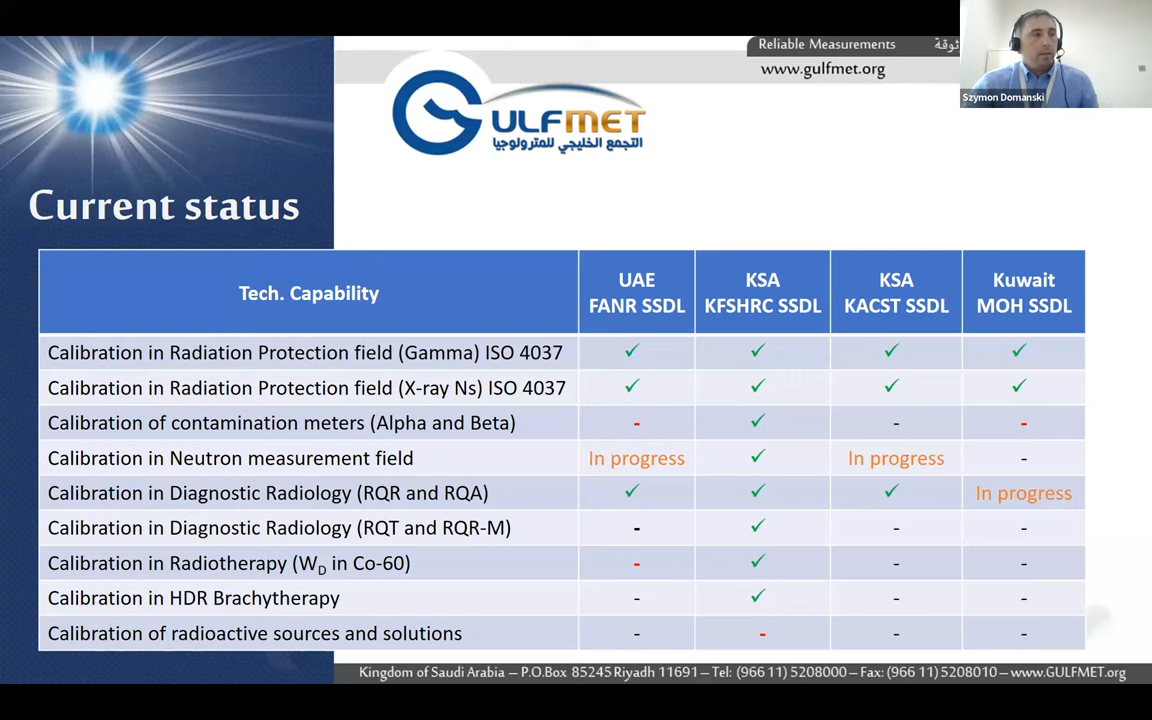 Reliable Measurements
www.gulfmet.org
Szymon Domanski
GULFMET
التجمع الخليجي للمترولوجيا
Current status
Tech. Capability UAE FANR SSDL KSA KFSHRC SSDL KSA KACST SSDL Kuwait MOH SSDL
Calibration in Radiation Protection field (Gamma) ISO 4037 ✓ ✓ ✓ ✓
Calibration in Radiation Protection field (X-ray Ns) ISO 4037 ✓ ✓ ✓ ✓
Calibration of contamination meters (Alpha and Beta) - ✓ - -
Calibration in Neutron measurement field In progress ✓ In progress -
Calibration in Diagnostic Radiology (RQR and RQA) ✓ ✓ ✓ In progress
Calibration in Diagnostic Radiology (RQT and RQR-M) - ✓ - -
Calibration in Radiotherapy (WD in Co-60) - ✓ - -
Calibration in HDR Brachytherapy - ✓ - -
Calibration of radioactive sources and solutions - - - -
Kingdom of Saudi Arabia – P.O.Box 85245 Riyadh 11691 – Tel: (966 11) 5208000 – Fax: (966 11) 5208010 – www.GULFMET.org